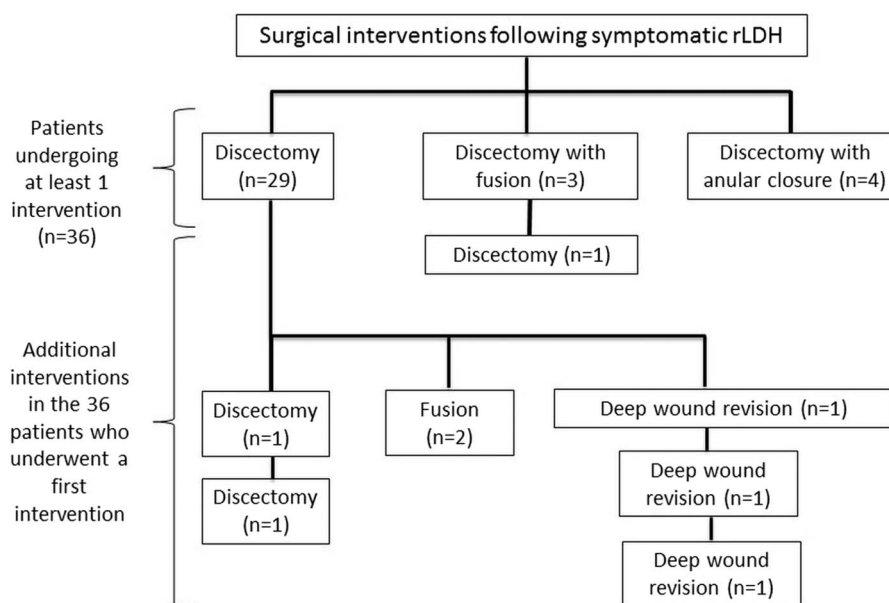 Surgical interventions following symptomatic rLDH
Patients
undergoing
at least 1
intervention
(n=36)
Discectomy
(n=29)
Discectomy with
fusion (n=3)
Discectomy with
anular closure (n=4)
Discectomy (n=1)
Additional
interventions
in the 36
patients who
underwent a
first
intervention
Discectomy
(n=1)
Fusion
(n=2)
Deep wound revision (n=1)
Discectomy
(n=1)
Deep wound
revision (n=1)
Deep wound
revision (n=1)